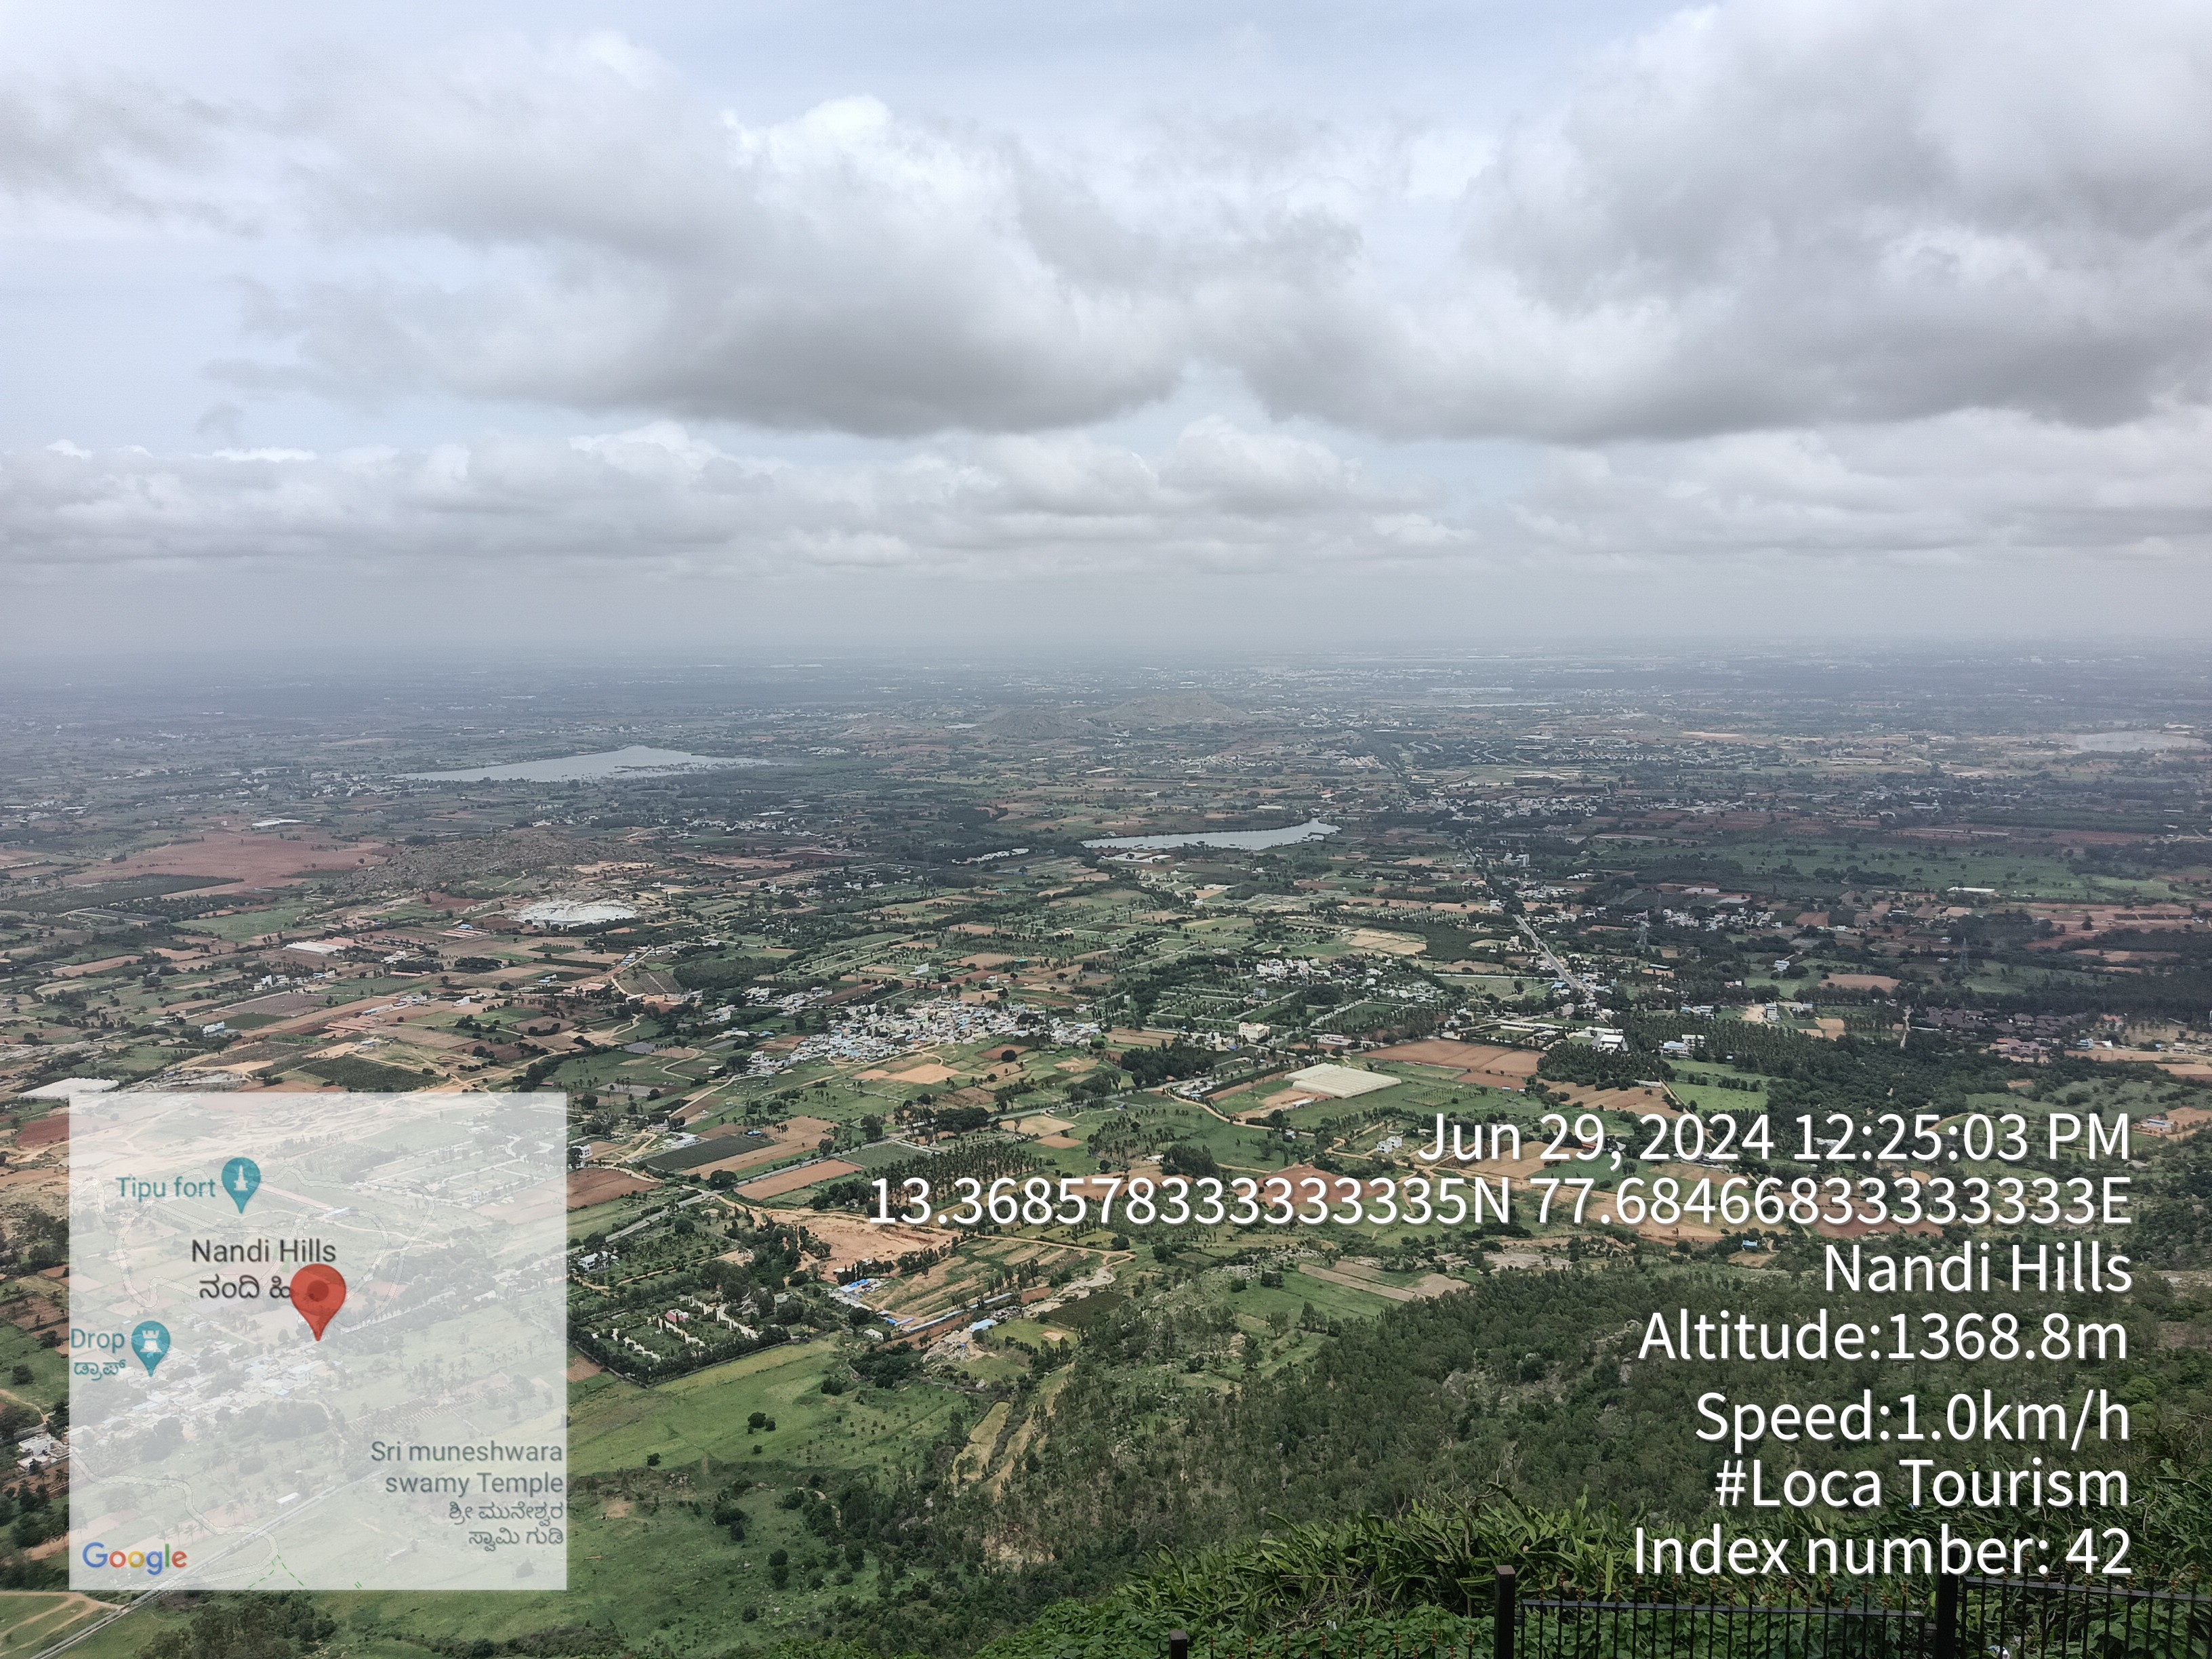 Tipu fort
Nandi Hills
ನಂದಿ ಹಿ
Drop
ಡ್ರಾಪ್
Sri muneshwara
swamy Temple
ಶ್ರೀ ಮುನೇಶ್ವರ
ಸ್ವಾಮಿ ಗುಡಿ
Google
Jun 29, 2024 12:25:03 PM
13.368578333333335N 77.68466833333333E
Nandi Hills
Altitude:1368.8m
Speed:1.0km/h
#Loca Tourism
Index number: 42